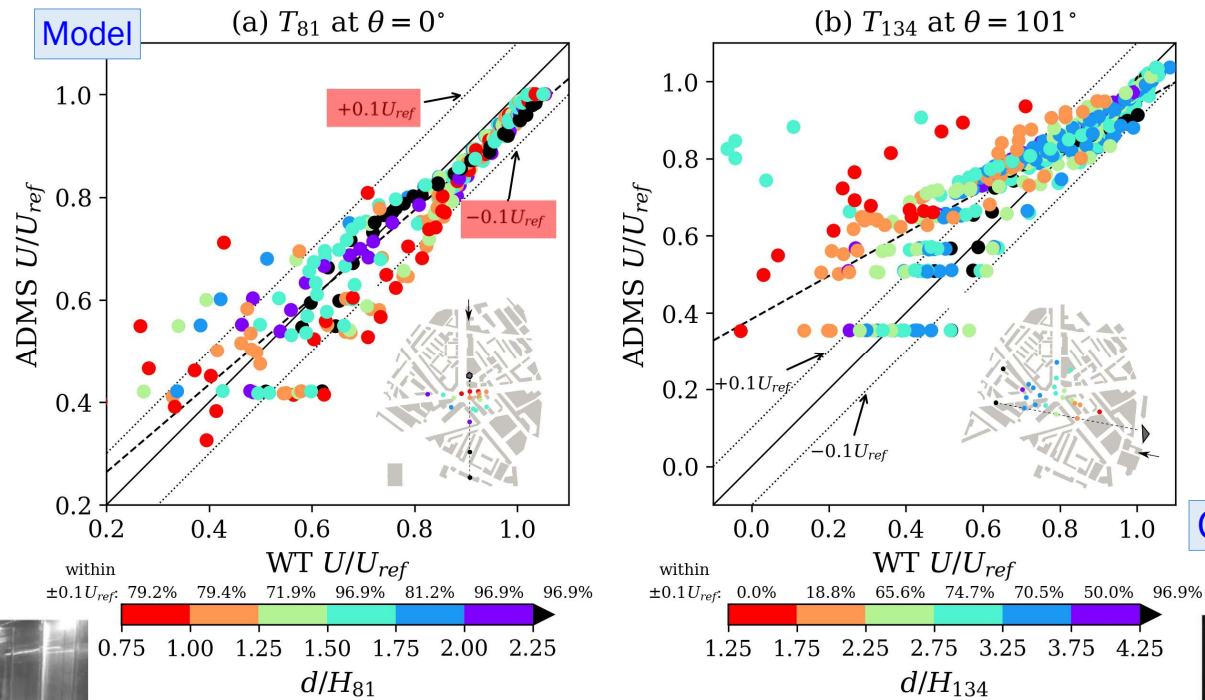 Model
(a) T₈₁ at θ = 0°
(b) T₁₃₄ at θ = 101°
ADMS U/U_ref
1.0
0.8
0.6
0.4
0.2
+0.1U_ref
−0.1U_ref
0.2 0.4 0.6 0.8 1.0
WT U/U_ref
ADMS U/U_ref
1.0
0.8
0.6
0.4
0.2
0.0
+0.1U_ref
−0.1U_ref
0.0 0.2 0.4 0.6 0.8 1.0
WT U/U_ref
within
±0.1U_ref: 79.2% 79.4% 71.9% 96.9% 81.2% 96.9% 96.9%
0.75 1.00 1.25 1.50 1.75 2.00 2.25
d/H₈₁
within
±0.1U_ref: 0.0% 18.8% 65.6% 74.7% 70.5% 50.0% 96.9%
1.25 1.75 2.25 2.75 3.25 3.75 4.25
d/H₁₃₄